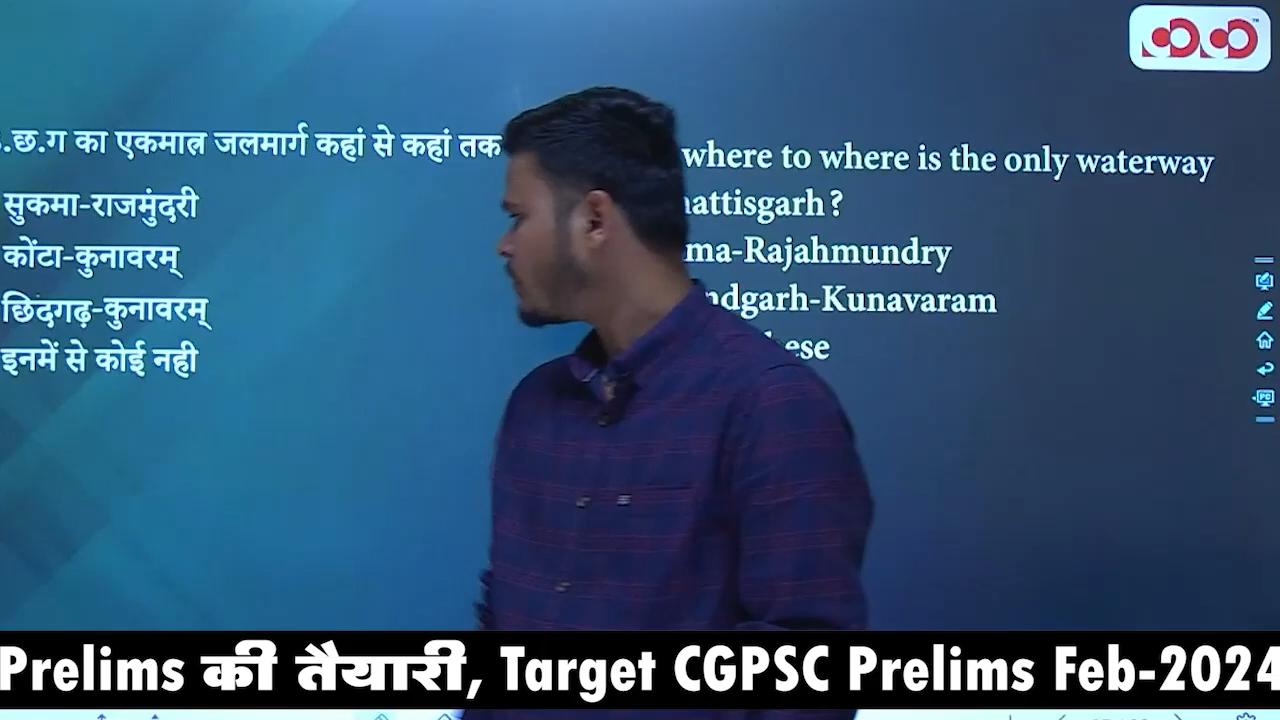 .छ.ग का एकमात्र जलमार्ग कहां से कहां तक
सुकमा-राजमुंदरी
कोंटा-कुनावरम्
छिंदगढ़-कुनावरम्
इनमें से कोई नही
where to where is the only waterway
hattisgarh?
ma-Rajahmundry
ndgarh-Kunavaram
ese
PC
Prelims की तैयारी, Target CGPSC Prelims Feb-2024